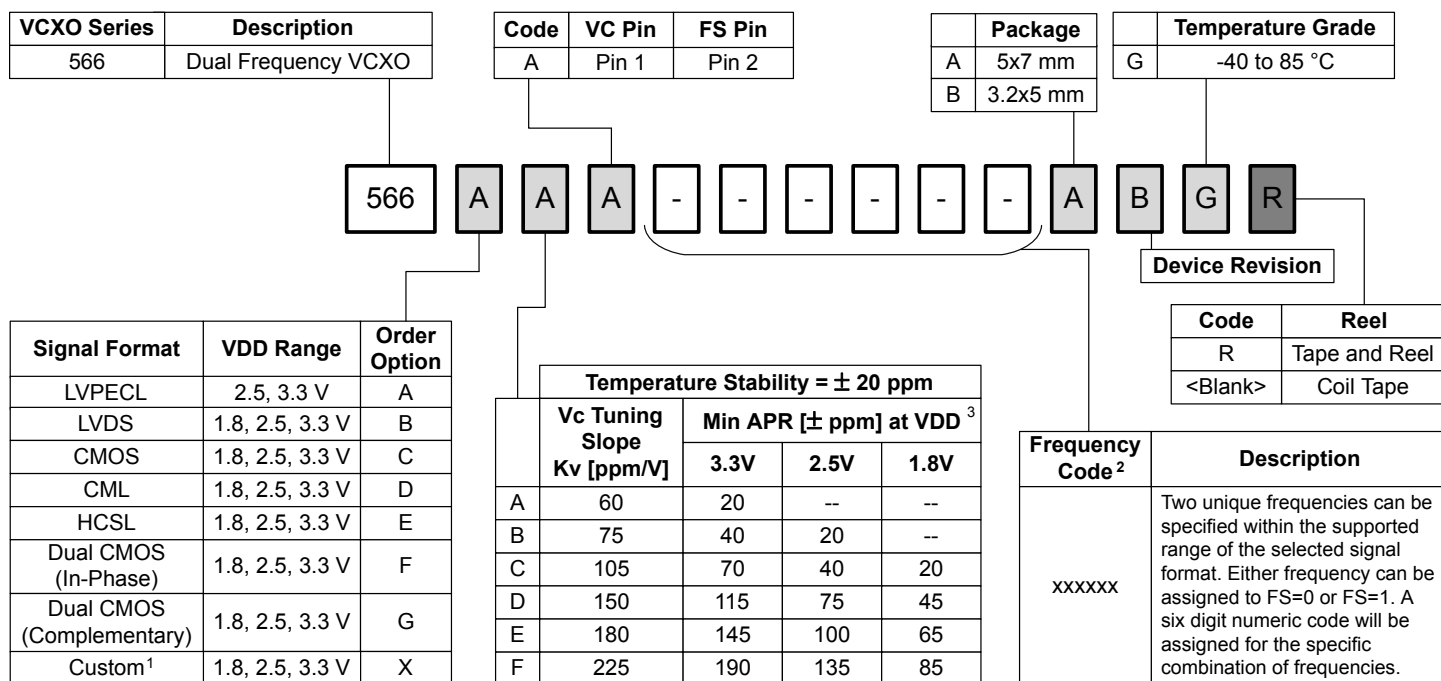 VCXO Series Description
566 Dual Frequency VCXO
Code VC Pin FS Pin
A Pin 1 Pin 2
Package
A 5x7 mm
B 3.2x5 mm
Temperature Grade
G -40 to 85 °C
566 A A A - - - - - - A B G R
Device Revision
Code Reel
R Tape and Reel
<Blank> Coil Tape
Signal Format VDD Range Order
Option
LVPECL 2.5, 3.3 V A
LVDS 1.8, 2.5, 3.3 V B
CMOS 1.8, 2.5, 3.3 V C
CML 1.8, 2.5, 3.3 V D
HCSL 1.8, 2.5, 3.3 V E
Dual CMOS
(In-Phase) 1.8, 2.5, 3.3 V F
Dual CMOS
(Complementary) 1.8, 2.5, 3.3 V G
Custom¹ 1.8, 2.5, 3.3 V X
Temperature Stability = ± 20 ppm
Vc Tuning
Slope
Kv [ppm/V]
Min APR [± ppm] at VDD ³
3.3V 2.5V 1.8V
A 60 20 -- --
B 75 40 20 --
C 105 70 40 20
D 150 115 75 45
E 180 145 100 65
F 225 190 135 85
Frequency
Code ²
Description
xxxxxx
Two unique frequencies can be
specified within the supported
range of the selected signal
format. Either frequency can be
assigned to FS=0 or FS=1. A
six digit numeric code will be
assigned for the specific
combination of frequencies.